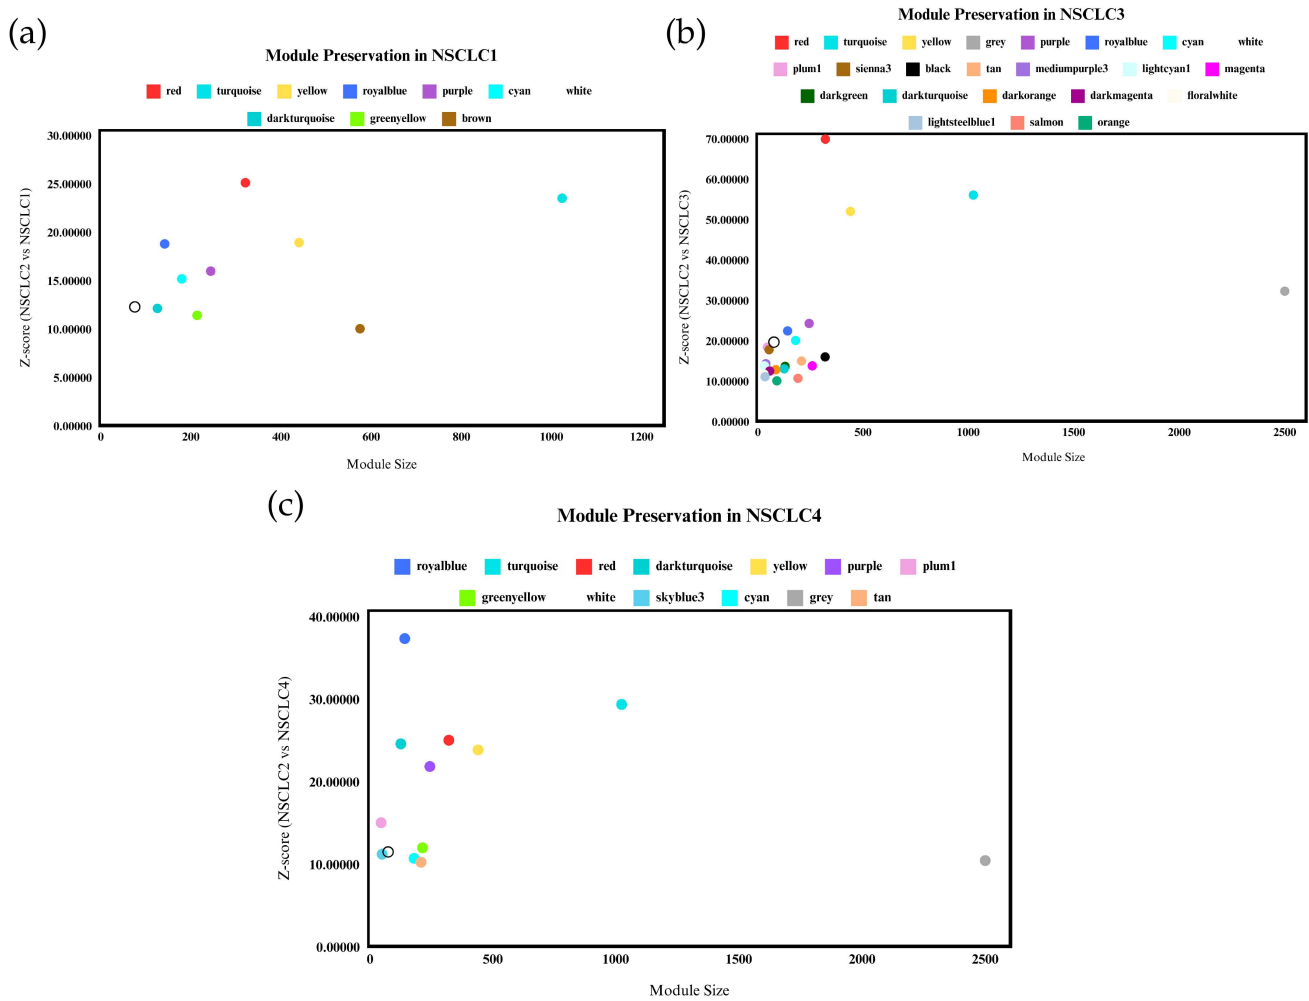 (a)
Module Preservation in NSCLC1
red turquoise yellow royalblue purple cyan white
darkturquoise greenyellow brown
30.00000
25.00000
20.00000
15.00000
10.00000
5.00000
0.00000
Z-score (NSCLC2 vs NSCLC1)
0 200 400 600 800 1000 1200
Module Size
(b)
Module Preservation in NSCLC3
red turquoise yellow grey purple royalblue cyan white
plum1 sienna3 black tan mediumpurple3 lightcyan1 magenta
darkgreen darkturquoise darkorange darkmagenta floralwhite
lightsteelblue1 salmon orange
70.00000
60.00000
50.00000
40.00000
30.00000
20.00000
10.00000
0.00000
Z-score (NSCLC2 vs NSCLC3)
0 500 1000 1500 2000 2500
Module Size
(c)
Module Preservation in NSCLC4
royalblue turquoise red darkturquoise yellow purple plum1
greenyellow white skyblue3 cyan grey tan
40.00000
30.00000
20.00000
10.00000
0.00000
Z-score (NSCLC2 vs NSCLC4)
0 500 1000 1500 2000 2500
Module Size